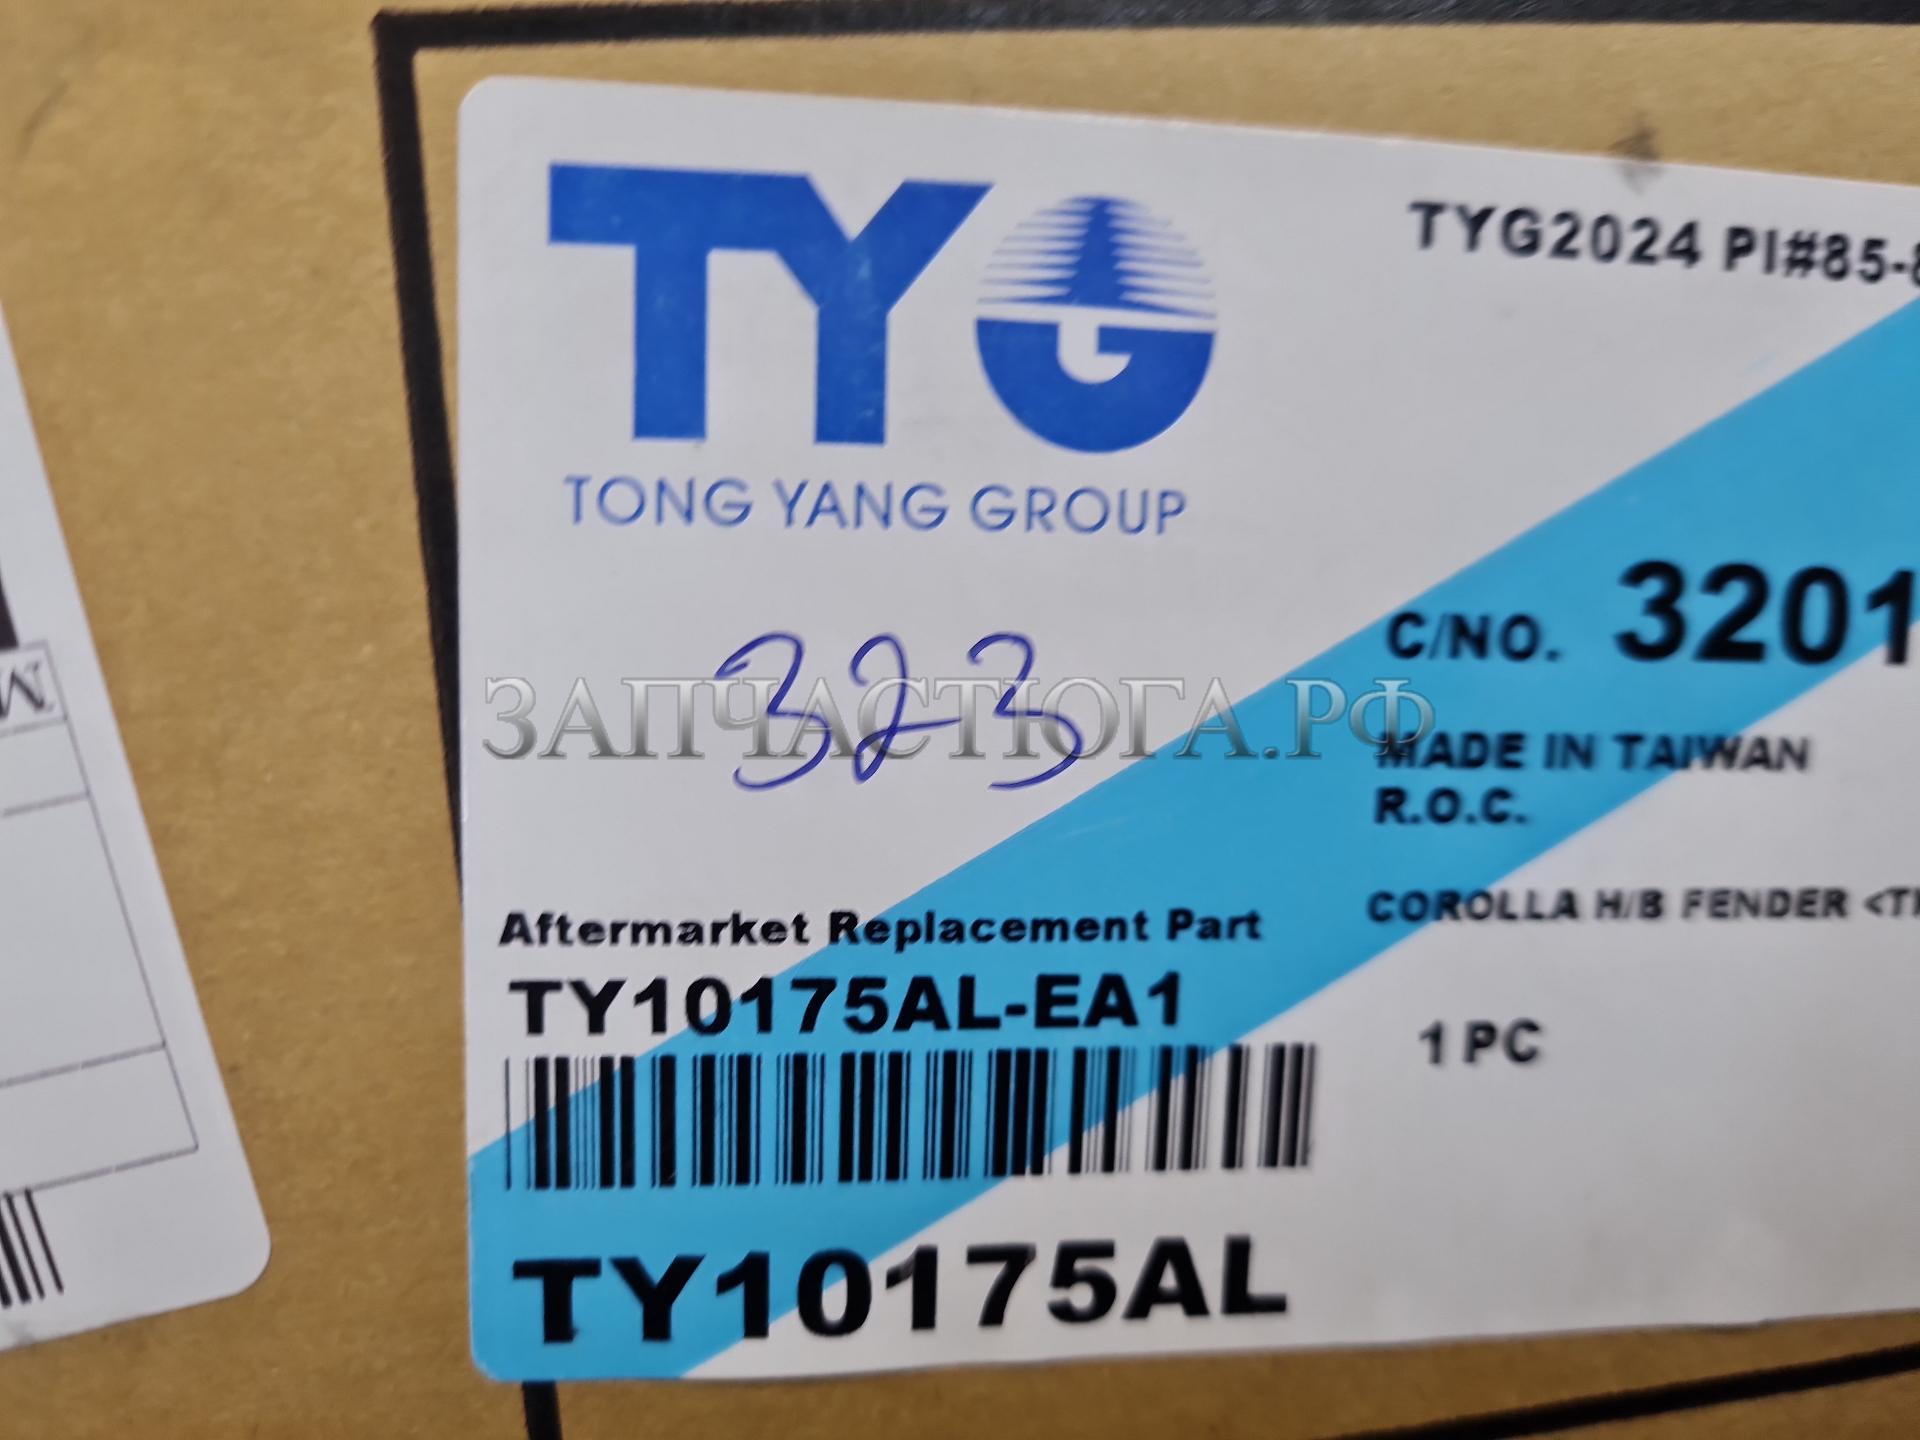 TYG
TYG2024 PI#85-8
TONG YANG GROUP
C/NO. 3201
323
ЗАПЧАСТЮГА.РФ
MADE IN TAIWAN
R.O.C.
Aftermarket Replacement Part
COROLLA H/B FENDER <T
TY10175AL-EA1
1 PC
TY10175AL